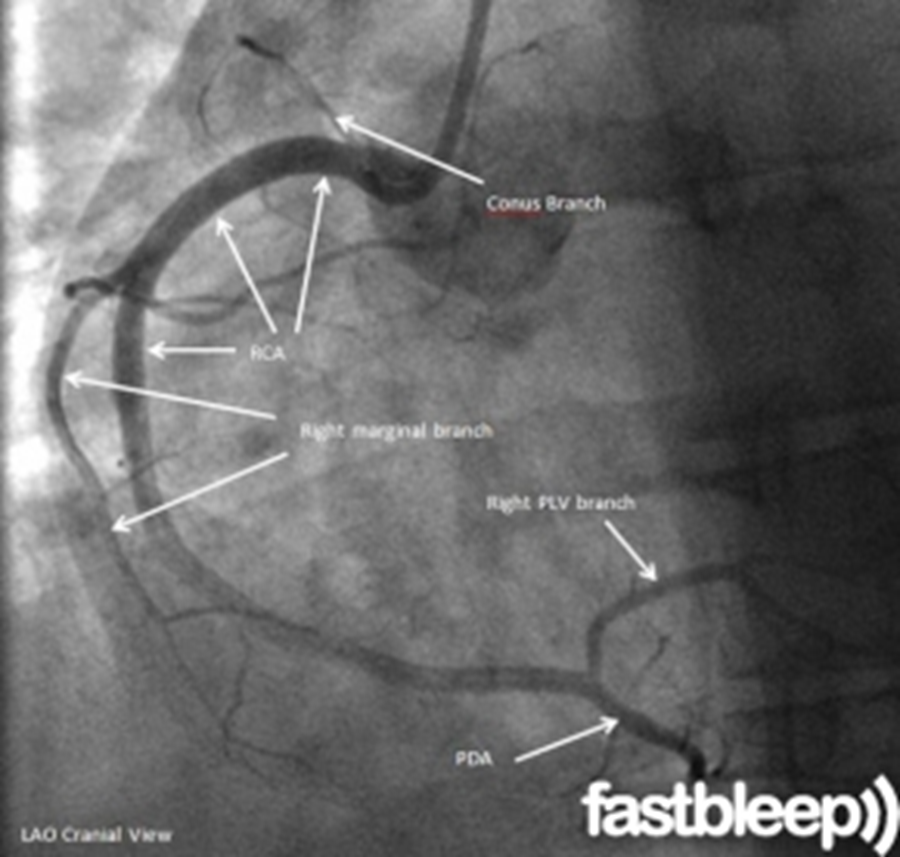 Conus Branch
RCA
Right marginal branch
Right PLV branch
PDA
fastbleep
LAO Cranial View